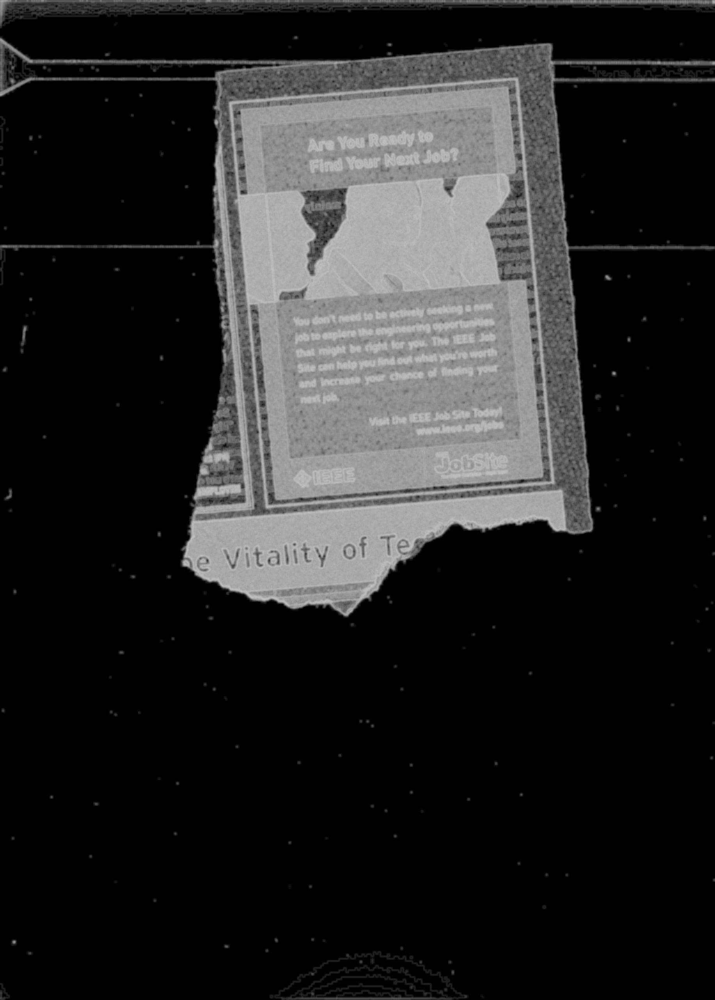 Are You Ready to
Find Your Next Job?
You don't need to be actively seeking a new
job to explore the engineering opportunities
that might be right for you. The IEEE Job
Site can help you find out what you're worth
and increase your chance of finding your
next job.
Visit the IEEE Job Site Today!
www.ieee.org/jobs
IEEE
JobSite
e Vitality of Te